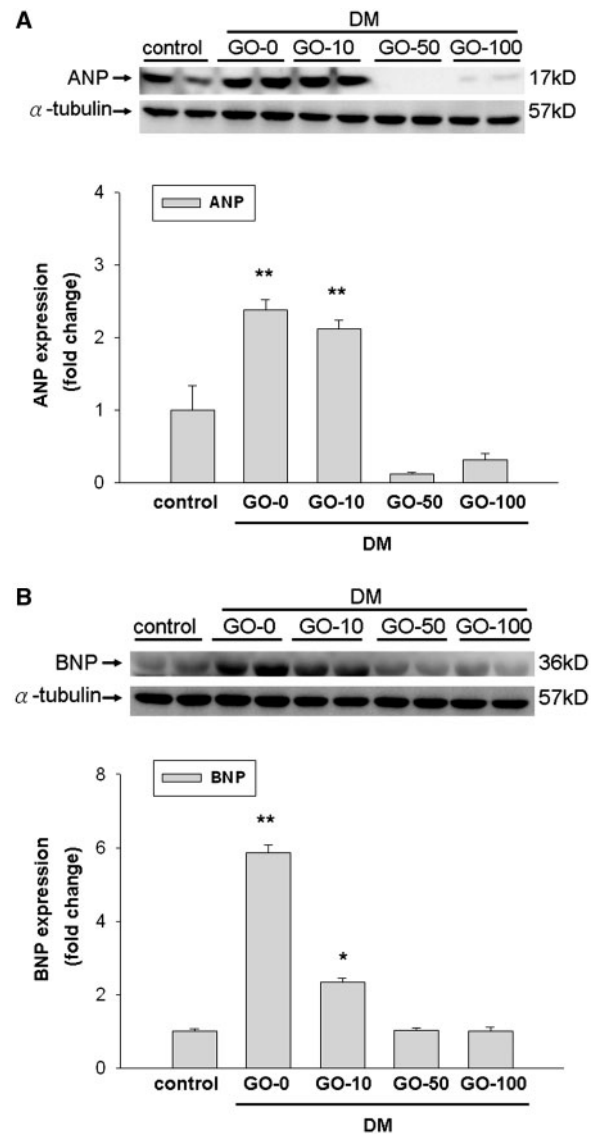 A
DM
control GO-0 GO-10 GO-50 GO-100
ANP→ 17kD
α-tubulin→ 57kD
4
3
2
1
0
ANP expression
(fold change)
ANP
** **
control GO-0 GO-10 GO-50 GO-100
DM
B
DM
control GO-0 GO-10 GO-50 GO-100
BNP→ 36kD
α-tubulin→ 57kD
8
6
4
2
0
BNP expression
(fold change)
BNP
**
*
control GO-0 GO-10 GO-50 GO-100
DM